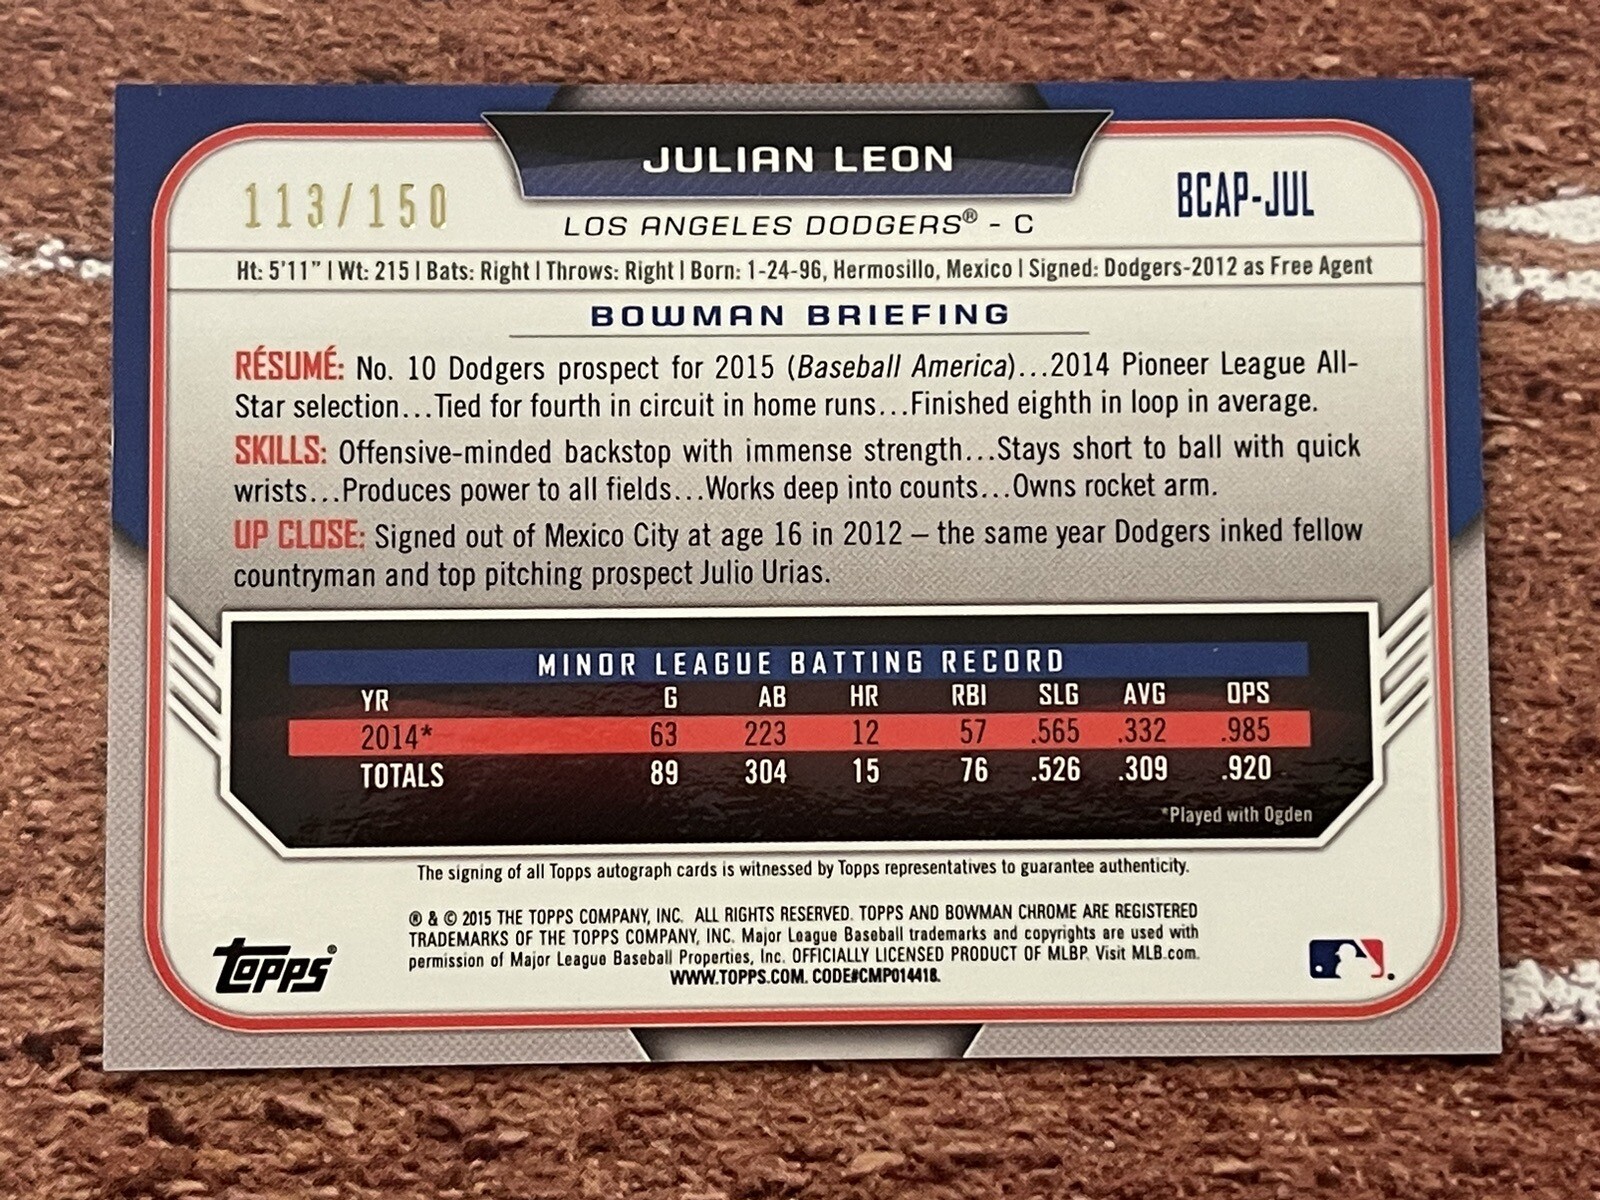 JULIAN LEON
113/150
BCAP-JUL
LOS ANGELES DODGERS® - C
Ht: 5'11" | Wt: 215 | Bats: Right | Throws: Right | Born: 1-24-96, Hermosillo, Mexico | Signed: Dodgers-2012 as Free Agent
BOWMAN BRIEFING
RÉSUMÉ: No. 10 Dodgers prospect for 2015 (Baseball America)...2014 Pioneer League All-
Star selection...Tied for fourth in circuit in home runs...Finished eighth in loop in average.
SKILLS: Offensive-minded backstop with immense strength...Stays short to ball with quick
wrists...Produces power to all fields...Works deep into counts...Owns rocket arm.
UP CLOSE: Signed out of Mexico City at age 16 in 2012 – the same year Dodgers inked fellow
countryman and top pitching prospect Julio Urias.
MINOR LEAGUE BATTING RECORD
YR G AB HR RBI SLG AVG OPS
2014* 63 223 12 57 .565 .332 .985
TOTALS 89 304 15 76 .526 .309 .920
*Played with Ogden
The signing of all Topps autograph cards is witnessed by Topps representatives to guarantee authenticity.
® & © 2015 THE TOPPS COMPANY, INC. ALL RIGHTS RESERVED. TOPPS AND BOWMAN CHROME ARE REGISTERED
TRADEMARKS OF THE TOPPS COMPANY, INC. Major League Baseball trademarks and copyrights are used with
permission of Major League Baseball Properties, Inc. OFFICIALLY LICENSED PRODUCT OF MLBP. Visit MLB.com.
WWW.TOPPS.COM. CODE#CMP014418.
Topps®